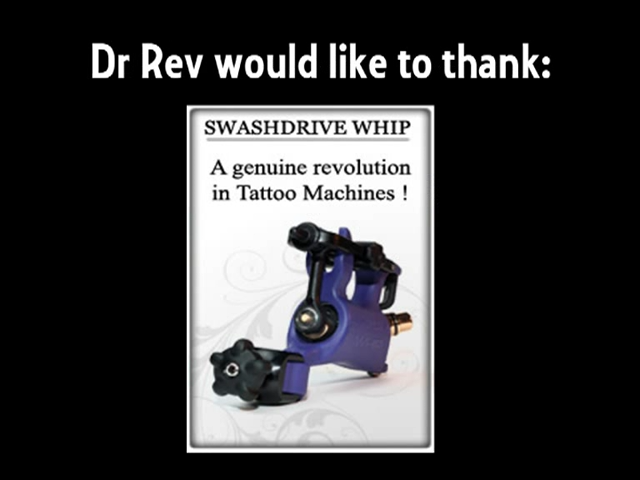 Dr Rev would like to thank:
SWASHDRIVE WHIP
A genuine revolution
in Tattoo Machines !